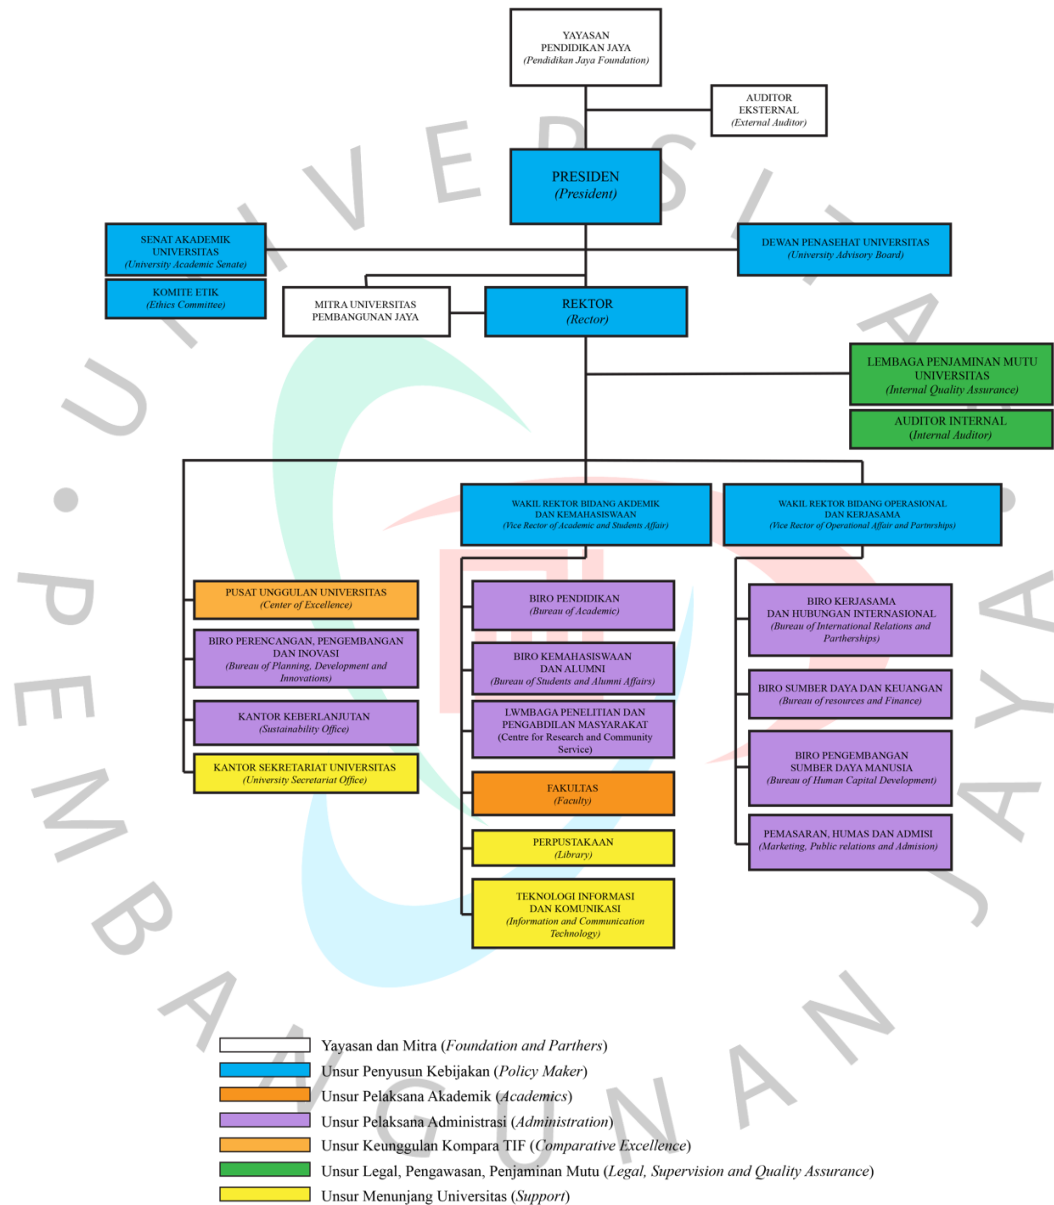 YAYASAN
PENDIDIKAN JAYA
(Pendidikan Jaya Foundation)
AUDITOR
EKSTERNAL
(External Auditor)
PRESIDEN
(President)
SENAT AKADEMIK
UNIVERSITAS
(University Academic Senate)
DEWAN PENASEHAT UNIVERSITAS
(University Advisory Board)
KOMITE ETIK
(Ethics Committee)
MITRA UNIVERSITAS
PEMBANGUNAN JAYA
REKTOR
(Rector)
LEMBAGA PENJAMINAN MUTU
UNIVERSITAS
(Internal Quality Assurance)
AUDITOR INTERNAL
(Internal Auditor)
WAKIL REKTOR BIDANG AKDEMIK
DAN KEMAHASISWAAN
(Vice Rector of Academic and Students Affair)
WAKIL REKTOR BIDANG OPERASIONAL
DAN KERJASAMA
(Vice Rector of Operational Affair and Partnrships)
PUSAT UNGGULAN UNIVERSITAS
(Center of Excellence)
BIRO PERENCANGAN, PENGEMBANGAN
DAN INOVASI
(Bureau of Planning, Development and
Innovations)
KANTOR KEBERLANJUTAN
(Sustainability Office)
KANTOR SEKRETARIAT UNIVERSITAS
(University Secretariat Office)
BIRO PENDIDIKAN
(Bureau of Academic)
BIRO KEMAHASISWAAN
DAN ALUMNI
(Bureau of Students and Alumni Affairs)
LWMBAGA PENELITIAN DAN
PENGABDILAN MASYARAKAT
(Centre for Research and Community
Service)
FAKULTAS
(Faculty)
PERPUSTAKAAN
(Library)
TEKNOLOGI INFORMASI
DAN KOMUNIKASI
(Information and Communication
Technology)
BIRO KERJASAMA
DAN HUBUNGAN INTERNASIONAL
(Bureau of International Relations and
Partherships)
BIRO SUMBER DAYA DAN KEUANGAN
(Bureau of resources and Finance)
BIRO PENGEMBANGAN
SUMBER DAYA MANUSIA
(Bureau of Human Capital Development)
PEMASARAN, HUMAS DAN ADMISI
(Marketing, Public relations and Admision)
Yayasan dan Mitra (Foundation and Parthers)
Unsur Penyusun Kebijakan (Policy Maker)
Unsur Pelaksana Akademik (Academics)
Unsur Pelaksana Administrasi (Administration)
Unsur Keunggulan Kompara TIF (Comparative Excellence)
Unsur Legal, Pengawasan, Penjaminan Mutu (Legal, Supervision and Quality Assurance)
Unsur Menunjang Universitas (Support)
UNIVERSITAS
PEMBANGUNAN JAYA